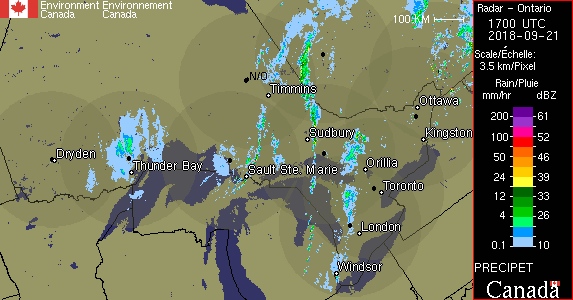 Environment Environnement
Canada Canada
100 KM
N/O
Timmins
Ottawa
Sudbury
Kingston
Dryden
Thunder Bay
Sault Ste. Marie
Orillia
Toronto
London
Windsor
Radar - Ontario
1700 UTC
2018-09-21
Scale/Échelle:
3.5 km/Pixel
Rain/Pluie
mm/hr dBZ
200 61
100 52
50 46
24 39
12 33
4 26
0.1 10
PRECIPET
Canada